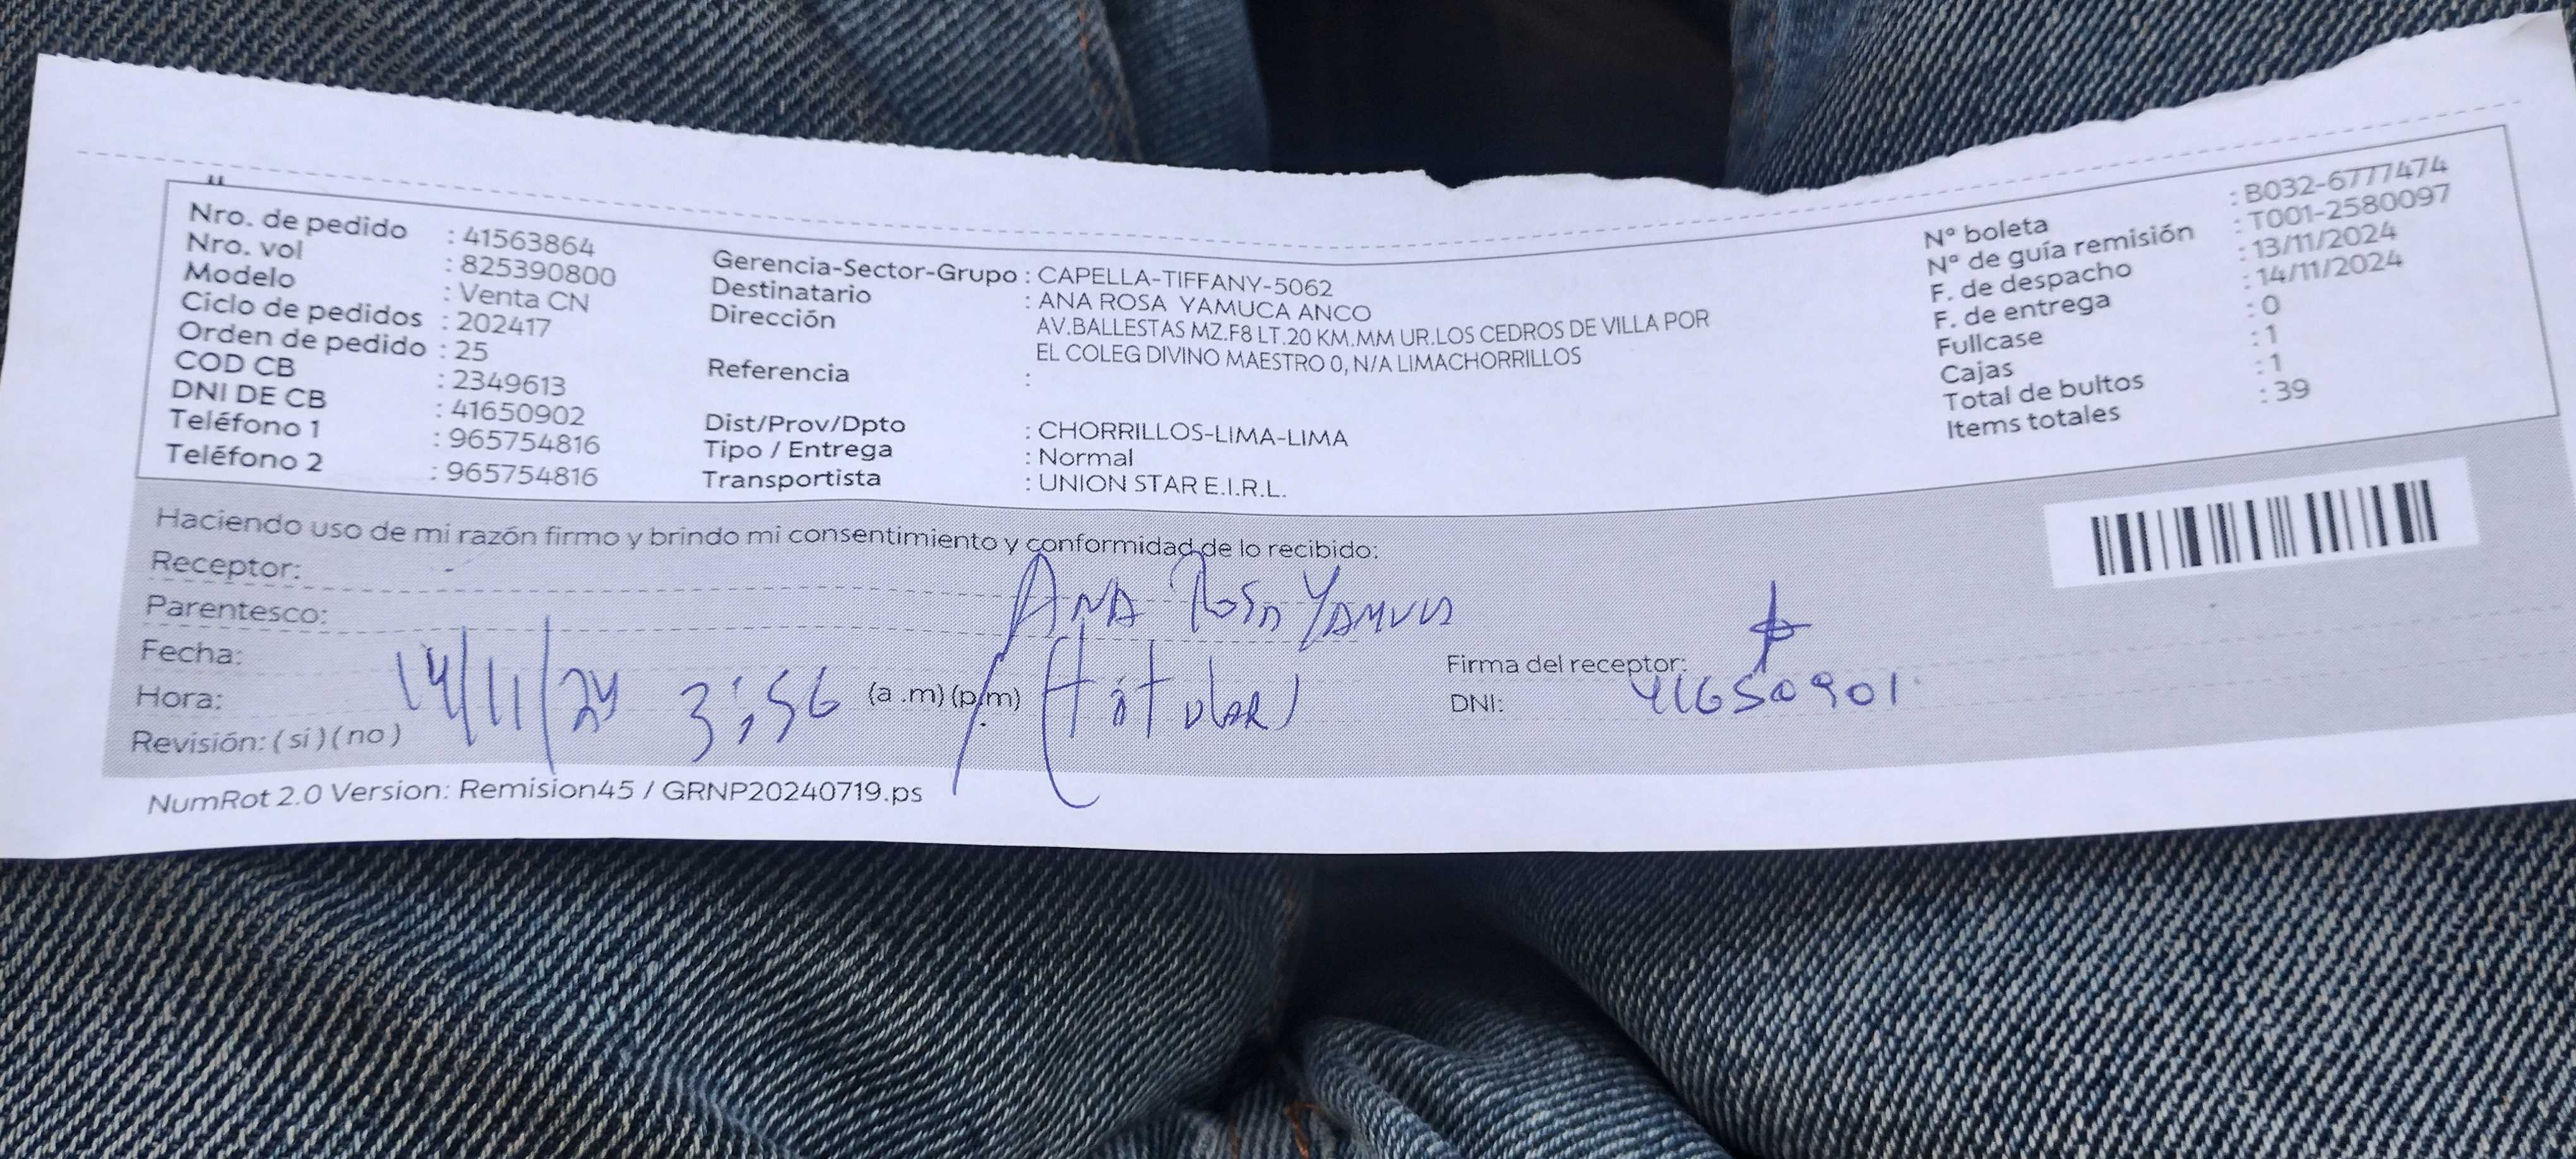 Nro. de pedido : 41563864
Nro. vol : 825390800
Modelo : Venta CN
Ciclo de pedidos : 202417
Orden de pedido : 25
COD CB : 2349613
DNI DE CB : 41650902
Teléfono 1 : 965754816
Teléfono 2 : 965754816
Gerencia-Sector-Grupo : CAPELLA-TIFFANY-5062
Destinatario : ANA ROSA YAMUCA ANCO
Dirección AV.BALLESTAS MZ.F8 LT.20 KM.MM UR.LOS CEDROS DE VILLA POR
EL COLEG DIVINO MAESTRO 0, N/A LIMACHORRILLOS
Referencia :
Dist/Prov/Dpto : CHORRILLOS-LIMA-LIMA
Tipo / Entrega : Normal
Transportista : UNION STAR E.I.R.L.
Nº boleta : B032-6777474
Nº de guía remisión : T001-2580097
F. de despacho : 13/11/2024
F. de entrega : 14/11/2024
Fullcase : 0
Cajas : 1
Total de bultos : 1
Items totales : 39
Haciendo uso de mi razón firmo y brindo mi consentimiento y conformidad de lo recibido:
Receptor: ANA ROSA
Parentesco:
Fecha: 14/11/24
Hora: 3:56 (a .m) (p.m) (titular)
Revisión: ( sí ) ( no )
Firma del receptor:
DNI: 41650901
NumRot 2.0 Version: Remision45 / GRNP20240719.ps